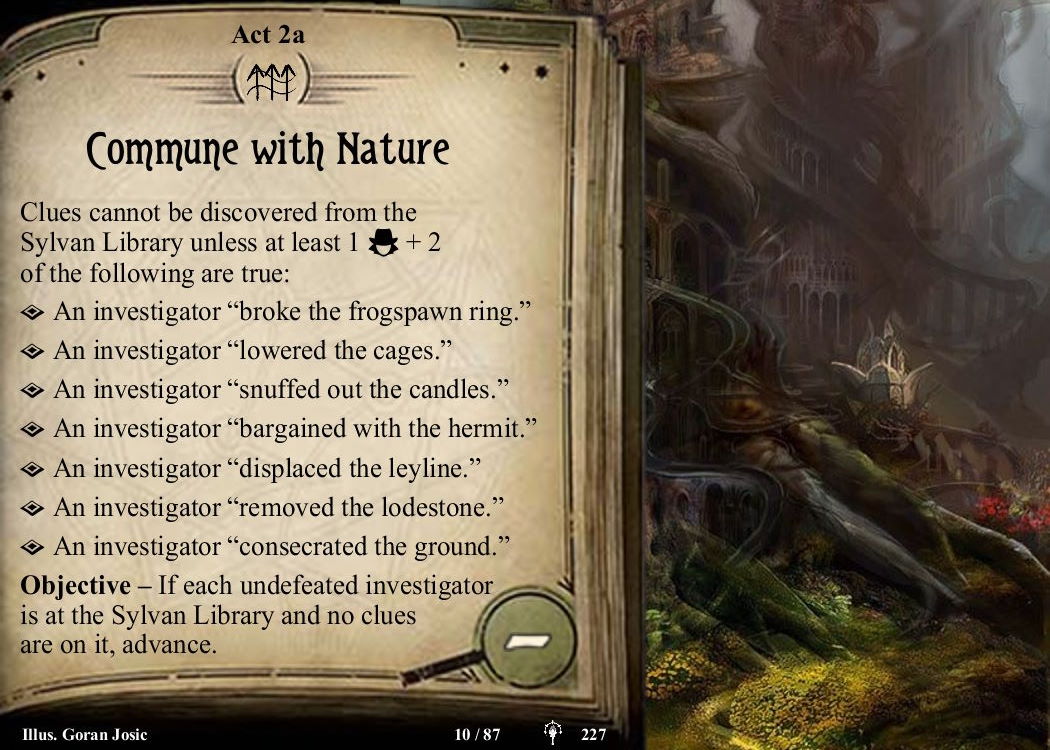 Act 2a
Commune with Nature
Clues cannot be discovered from the
Sylvan Library unless at least 1 + 2
of the following are true:
An investigator “broke the frogspawn ring.”
An investigator “lowered the cages.”
An investigator “snuffed out the candles.”
An investigator “bargained with the hermit.”
An investigator “displaced the leyline.”
An investigator “removed the lodestone.”
An investigator “consecrated the ground.”
Objective – If each undefeated investigator
is at the Sylvan Library and no clues
are on it, advance.
–
Illus. Goran Josic 10 / 87 227